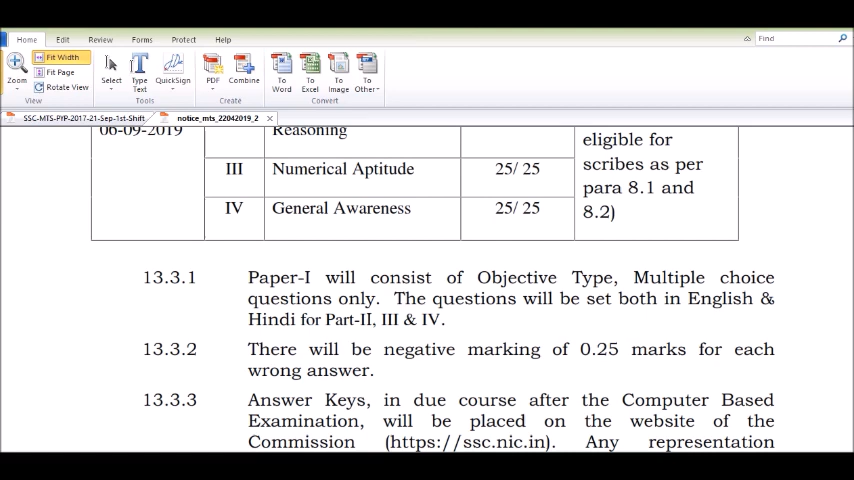 Home Edit Review Forms Protect Help Find
Fit Width
Fit Page
Rotate View
Zoom Select Type Text QuickSign PDF Combine To Word To Excel To Image To Other
View Tools Create Convert
SSC-MTS-PYP-2017-21-Sep-1st-Shift notice_mts_22042019_2
06-09-2019 Reasoning eligible for
scribes as per
III Numerical Aptitude 25/ 25
para 8.1 and
IV General Awareness 25/ 25 8.2)
13.3.1 Paper-I will consist of Objective Type, Multiple choice
questions only. The questions will be set both in English &
Hindi for Part-II, III & IV.
13.3.2 There will be negative marking of 0.25 marks for each
wrong answer.
13.3.3 Answer Keys, in due course after the Computer Based
Examination, will be placed on the website of the
Commission (https://ssc.nic.in). Any representation